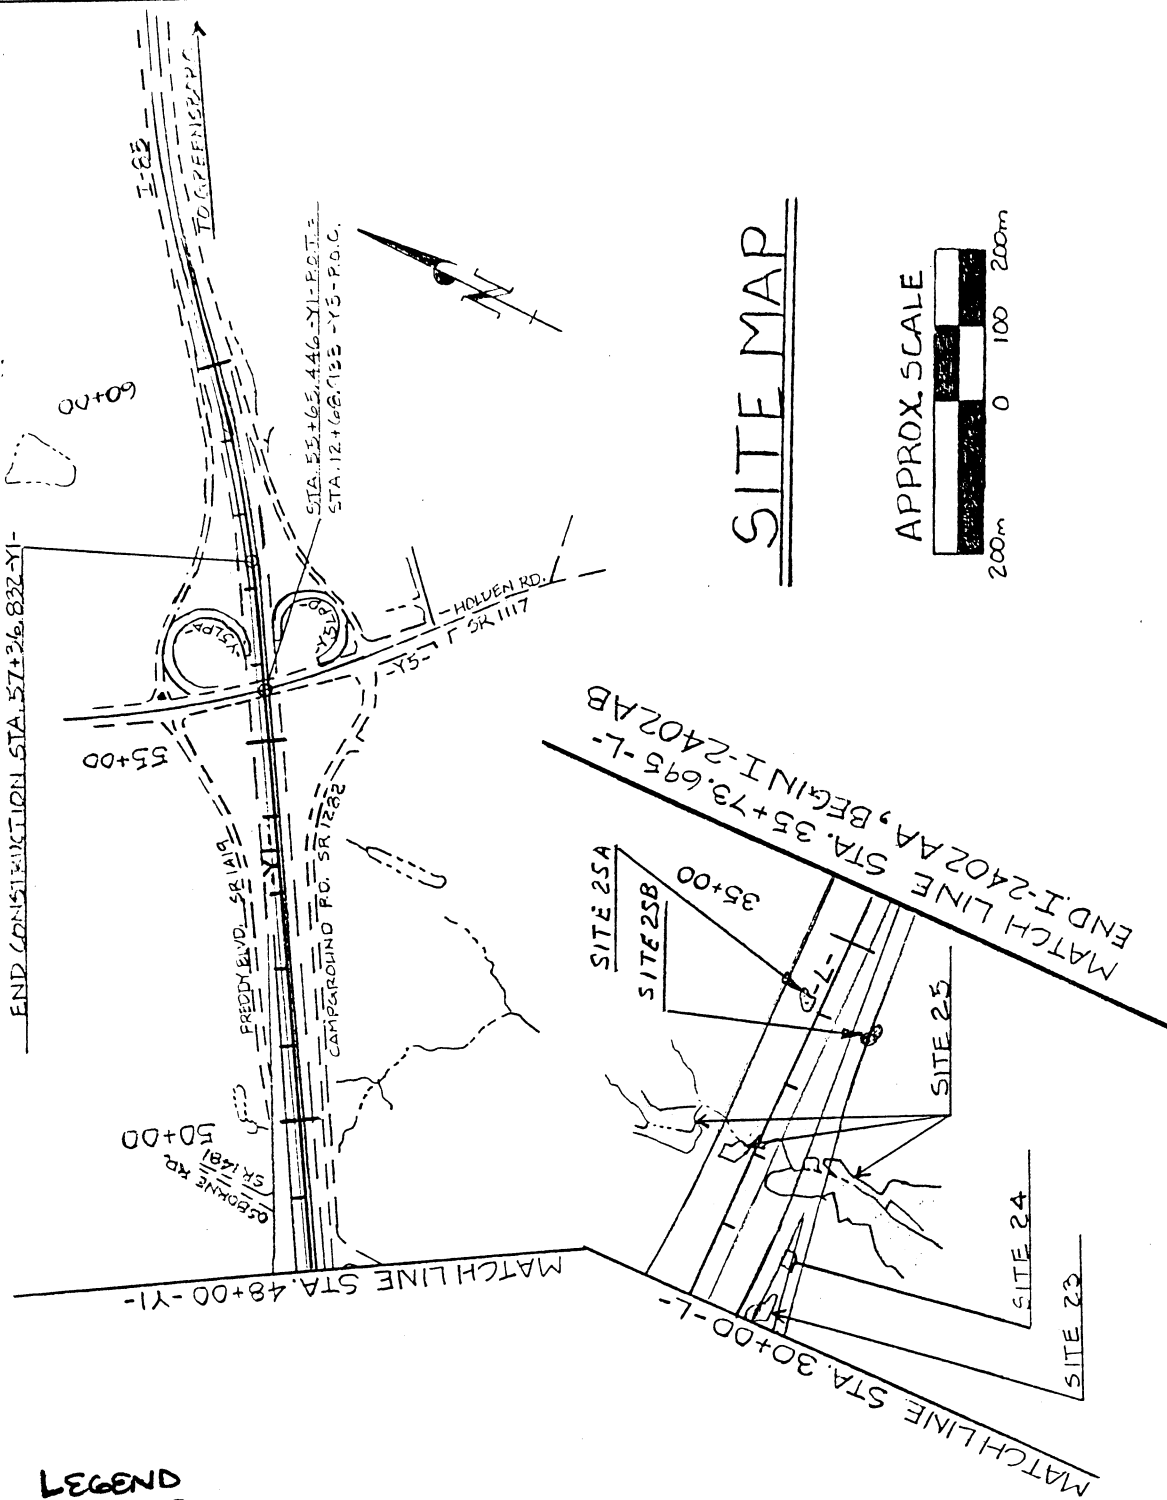 I-85
TO GREENSBORO
60+00
END CONSTRUCTION STA. 57+36.832-Y1-
STA. 53+65.446-Y1-P.O.T.=
STA. 12+68.733-Y5-P.O.C.
N
-Y5LPA-
-Y5LPD-
HOLDEN RD.
SR 1117
-Y5-
55+00
FREDDY BLVD. SR 1419
-Y1-
CAMPGROUND RD. SR 1282
50+00
OSBORNE RD.
SR 1481
MATCH LINE STA. 48+00-Y1-
SITE MAP
APPROX. SCALE
200m 0 100 200m
MATCH LINE STA. 35+73.695-L-
END I-2402AA, BEGIN I-2402AB
SITE 25A
SITE 25B
35+00
-L-
SITE 25
SITE 24
SITE 23
MATCH LINE STA. 30+00-L-
LEGEND